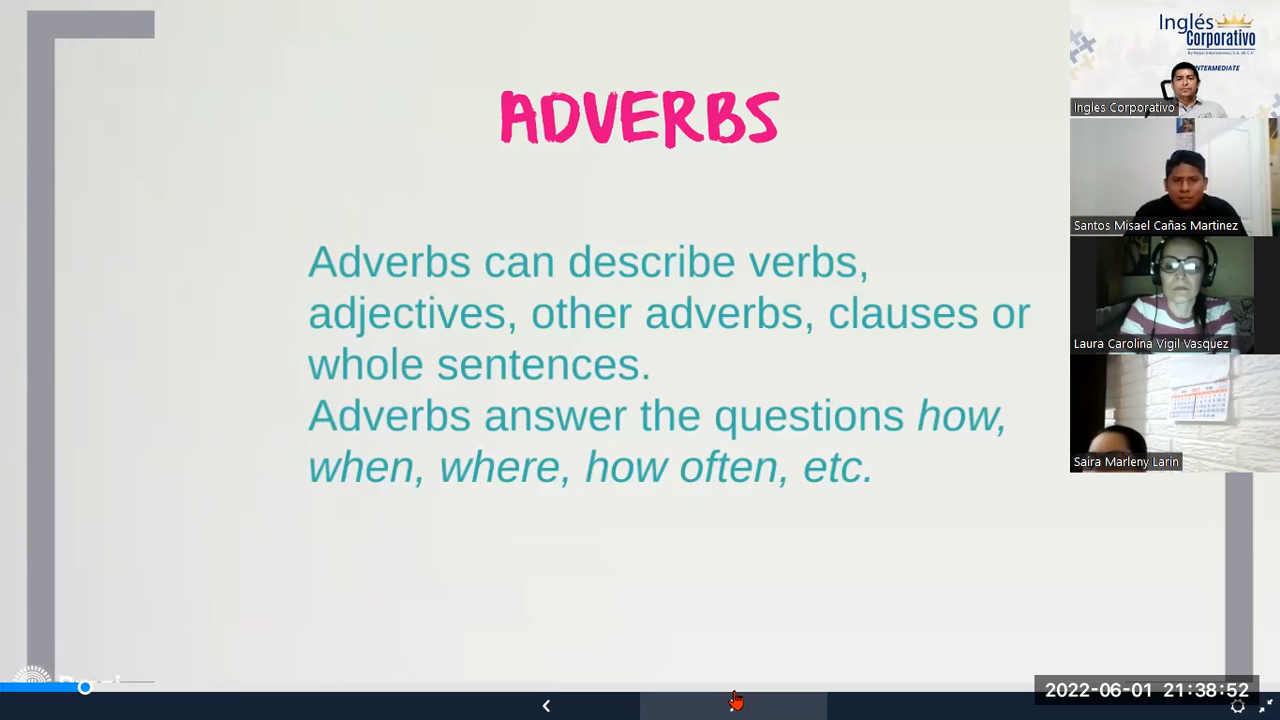 ADVERBS
Adverbs can describe verbs,
adjectives, other adverbs, clauses or
whole sentences.
Adverbs answer the questions how,
when, where, how often, etc.
Inglés
Corporativo
INTERMEDIATE
Ingles Corporativo
Santos Misael Cañas Martinez
Laura Carolina Vigil Vasquez
Saira Marleny Larin
Prezi
2022-06-01 21:38:52